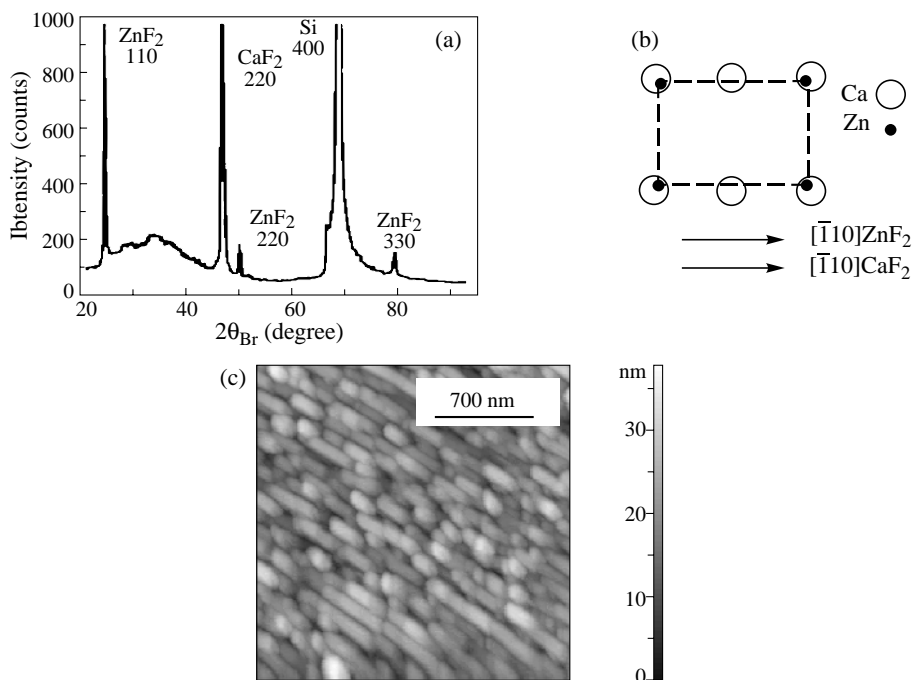 (a)
1000
800
600
400
200
0
Ibtensity (counts)
ZnF2
110
CaF2
220
Si
400
ZnF2
220
ZnF2
330
20
40
60
80
2θBr (degree)
(b)
Ca
Zn
[1̅10]ZnF2
[1̅10]CaF2
(c)
700 nm
nm
30
20
10
0